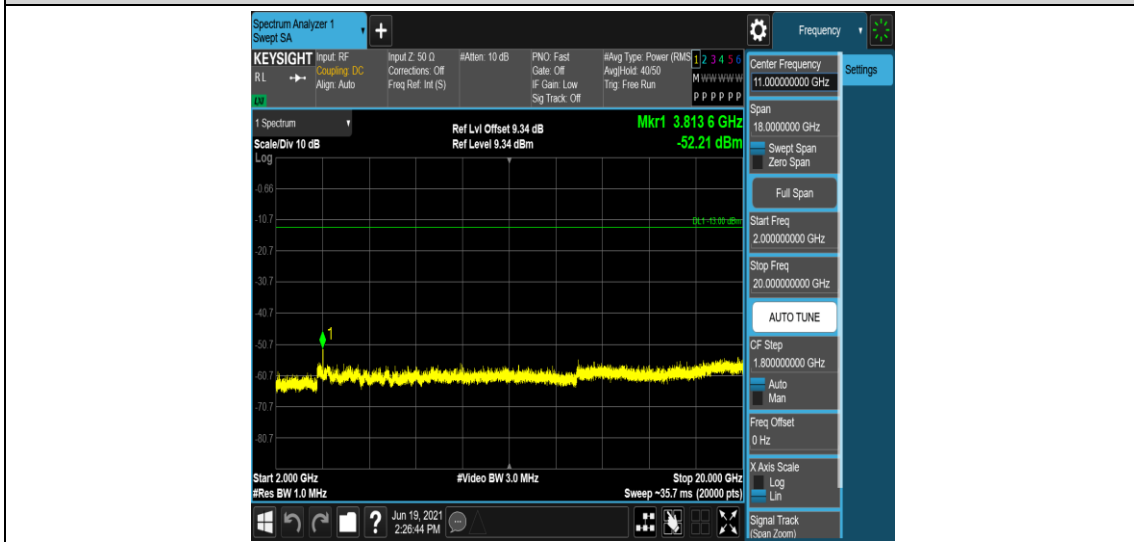 Spectrum Analyzer 1
Swept SA
+
Frequency
KEYSIGHT
RL
Input: RF
Coupling: DC
Align: Auto
Input Z: 50 Ω
Corrections: Off
Freq Ref: Int (S)
#Atten: 10 dB
PNO: Fast
Gate: Off
IF Gain: Low
Sig Track: Off
#Avg Type: Power (RMS
Avg|Hold: 40/50
Trig: Free Run
1 2 3 4 5 6
M W W W W W
P P P P P P
Center Frequency
11.000000000 GHz
Settings
Span
18.0000000 GHz
Swept Span
Zero Span
Full Span
Start Freq
2.000000000 GHz
Stop Freq
20.000000000 GHz
AUTO TUNE
CF Step
1.800000000 GHz
Auto
Man
Freq Offset
0 Hz
X Axis Scale
Log
Lin
Signal Track
(Span Zoom)
1 Spectrum
Scale/Div 10 dB
Log
Ref Lvl Offset 9.34 dB
Ref Level 9.34 dBm
Mkr1 3.813 6 GHz
-52.21 dBm
-0.66
-10.7
DL1 -13.00 dBm
-20.7
-30.7
-40.7
1
-50.7
-60.7
-70.7
-80.7
Start 2.000 GHz
#Res BW 1.0 MHz
#Video BW 3.0 MHz
Stop 20.000 GHz
Sweep ~35.7 ms (20000 pts)
?
Jun 19, 2021
2:26:44 PM